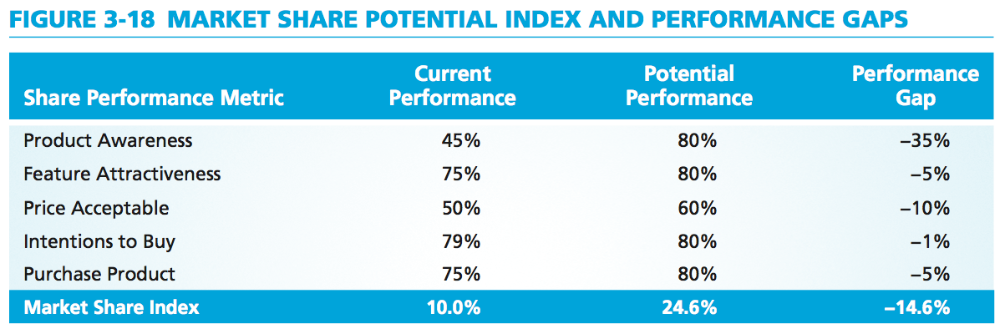 FIGURE 3-18 MARKET SHARE POTENTIAL INDEX AND PERFORMANCE GAPS
Share Performance Metric Current Performance Potential Performance Performance Gap
Product Awareness 45% 80% –35%
Feature Attractiveness 75% 80% –5%
Price Acceptable 50% 60% –10%
Intentions to Buy 79% 80% –1%
Purchase Product 75% 80% –5%
Market Share Index 10.0% 24.6% –14.6%